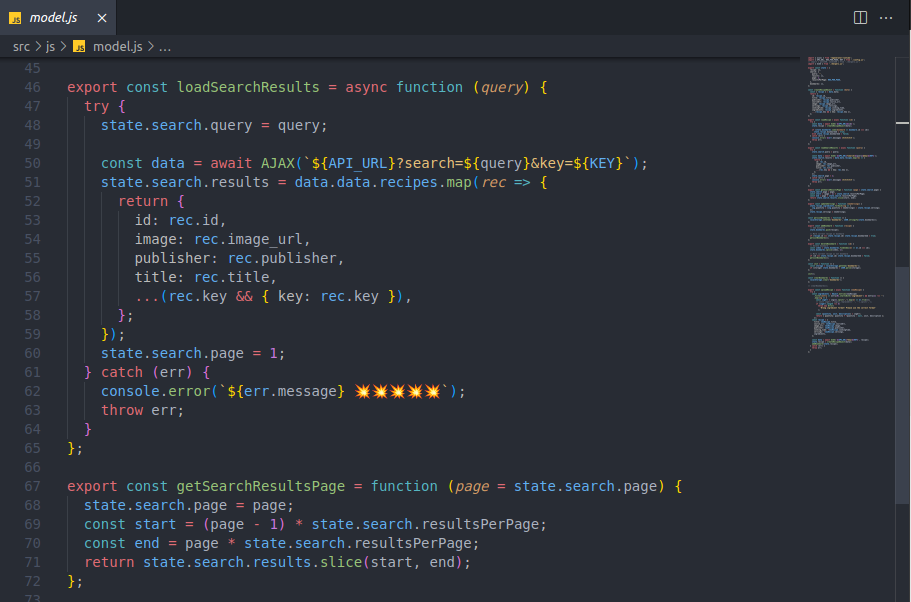 JS model.js ×
src > js > JS model.js > ...
45
46 export const loadSearchResults = async function (query) {
47   try {
48     state.search.query = query;
49
50     const data = await AJAX(`${API_URL}?search=${query}&key=${KEY}`);
51     state.search.results = data.data.recipes.map(rec => {
52       return {
53         id: rec.id,
54         image: rec.image_url,
55         publisher: rec.publisher,
56         title: rec.title,
57         ...(rec.key && { key: rec.key }),
58       };
59     });
60     state.search.page = 1;
61   } catch (err) {
62     console.error(`${err.message} 💥💥💥💥💥`);
63     throw err;
64   }
65 };
66
67 export const getSearchResultsPage = function (page = state.search.page) {
68   state.search.page = page;
69   const start = (page - 1) * state.search.resultsPerPage;
70   const end = page * state.search.resultsPerPage;
71   return state.search.results.slice(start, end);
72 };
73